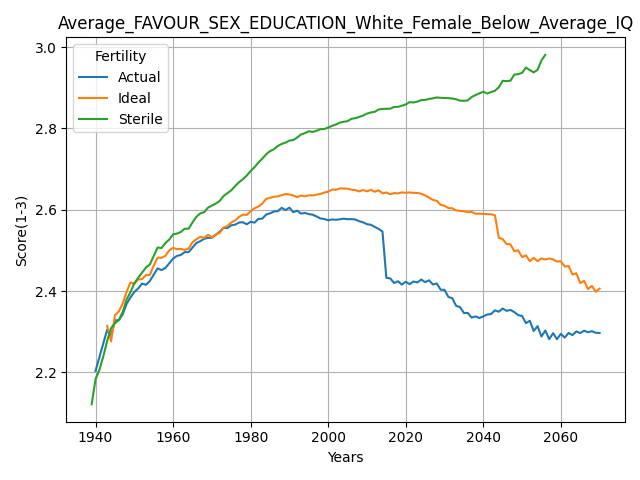 Average_FAVOUR_SEX_EDUCATION_White_Female_Below_Average_IQ
Fertility
Actual
Ideal
Sterile
3.0
2.8
2.6
2.4
2.2
Score(1-3)
1940 1960 1980 2000 2020 2040 2060
Years